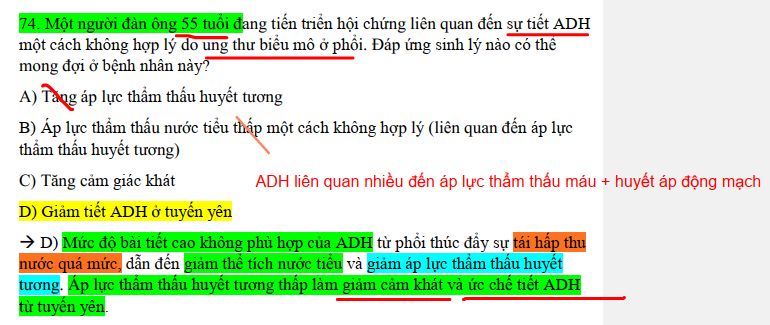 74. Một người đàn ông 55 tuổi đang tiến triển hội chứng liên quan đến sự tiết ADH
một cách không hợp lý do ung thư biểu mô ở phổi. Đáp ứng sinh lý nào có thể
mong đợi ở bệnh nhân này?
A) Tăng áp lực thẩm thấu huyết tương
B) Áp lực thẩm thấu nước tiểu thấp một cách không hợp lý (liên quan đến áp lực
thẩm thấu huyết tương)
C) Tăng cảm giác khát
ADH liên quan nhiều đến áp lực thẩm thấu máu + huyết áp động mạch
D) Giảm tiết ADH ở tuyến yên
→ D) Mức độ bài tiết cao không phù hợp của ADH từ phổi thúc đẩy sự tái hấp thu
nước quá mức, dẫn đến giảm thể tích nước tiểu và giảm áp lực thẩm thấu huyết
tương. Áp lực thẩm thấu huyết tương thấp làm giảm cảm khát và ức chế tiết ADH
từ tuyến yên.